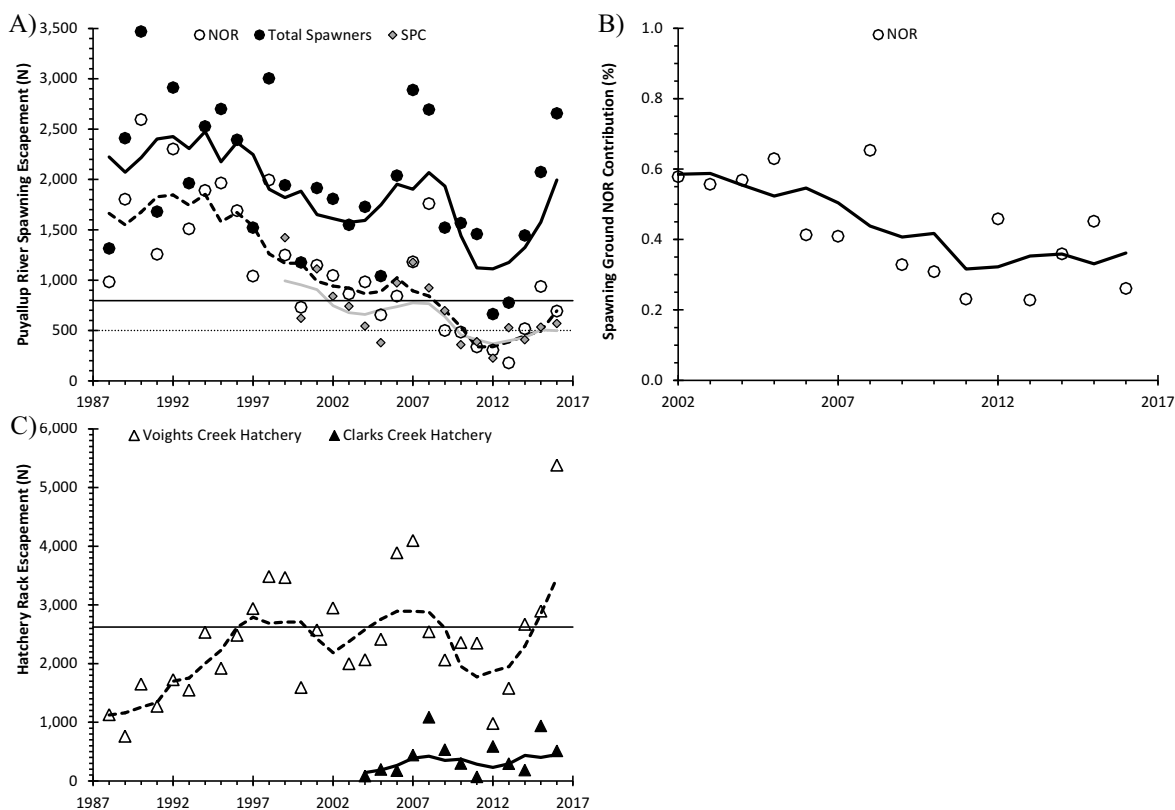 A)
NOR Total Spawners SPC
Puyallup River Spawning Escapement (N)
3,500
3,000
2,500
2,000
1,500
1,000
500
0
1987 1992 1997 2002 2007 2012 2017
B)
NOR
Spawning Ground NOR Contribution (%)
1.0
0.8
0.6
0.4
0.2
0.0
2002 2007 2012 2017
C)
Voights Creek Hatchery Clarks Creek Hatchery
Hatchery Rack Escapement (N)
6,000
5,000
4,000
3,000
2,000
1,000
0
1987 1992 1997 2002 2007 2012 2017